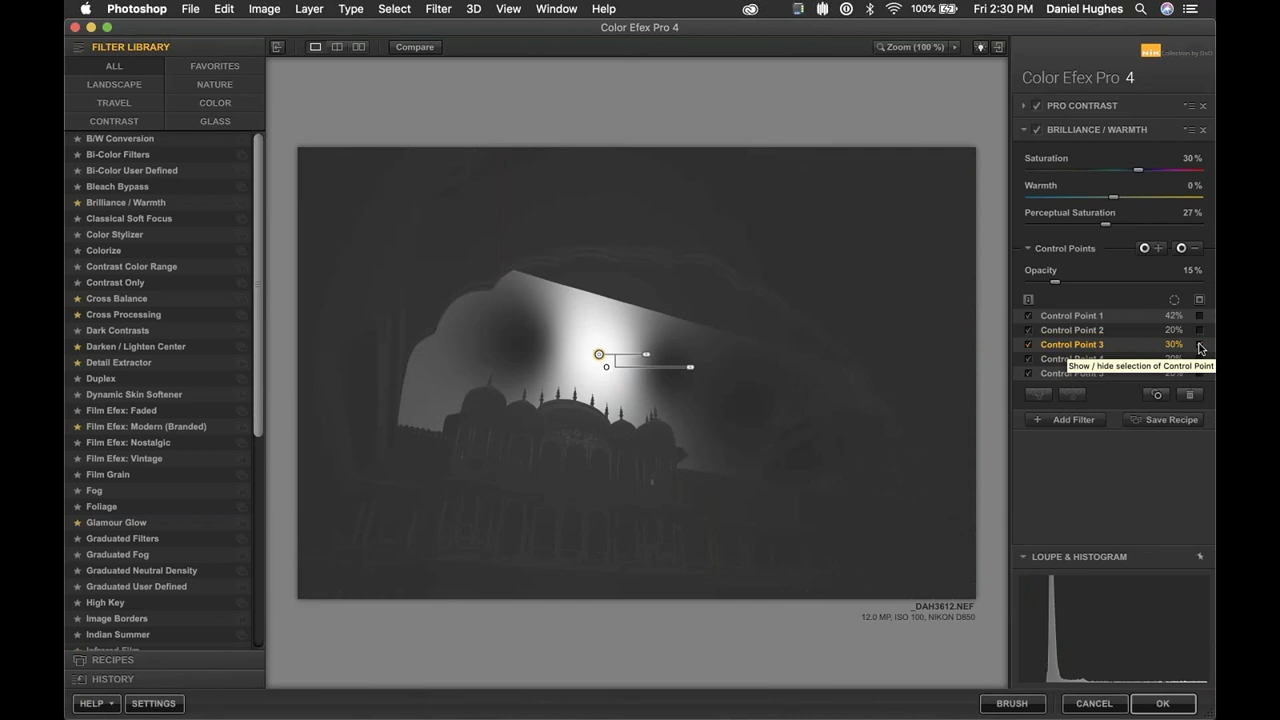 Photoshop File Edit Image Layer Type Select Filter 3D View Window Help 100% Fri 2:30 PM Daniel Hughes
Color Efex Pro 4
FILTER LIBRARY
Compare
Zoom (100 %)
Nik Collection by DxO
ALL FAVORITES
LANDSCAPE NATURE
TRAVEL COLOR
CONTRAST GLASS
B/W Conversion
Bi-Color Filters
Bi-Color User Defined
Bleach Bypass
Brilliance / Warmth
Classical Soft Focus
Color Stylizer
Colorize
Contrast Color Range
Contrast Only
Cross Balance
Cross Processing
Dark Contrasts
Darken / Lighten Center
Detail Extractor
Duplex
Dynamic Skin Softener
Film Efex: Faded
Film Efex: Modern (Branded)
Film Efex: Nostalgic
Film Efex: Vintage
Film Grain
Fog
Foliage
Glamour Glow
Graduated Filters
Graduated Fog
Graduated Neutral Density
Graduated User Defined
High Key
Image Borders
Indian Summer
RECIPES
HISTORY
HELP SETTINGS
_DAH3612.NEF
12.0 MP, ISO 100, NIKON D850
Color Efex Pro 4
PRO CONTRAST
BRILLIANCE / WARMTH
Saturation 30 %
Warmth 0 %
Perceptual Saturation 27 %
Control Points
Opacity 15 %
Control Point 1 42%
Control Point 2 20%
Control Point 3 30%
Show / hide selection of Control Point
Add Filter Save Recipe
LOUPE & HISTOGRAM
BRUSH CANCEL OK